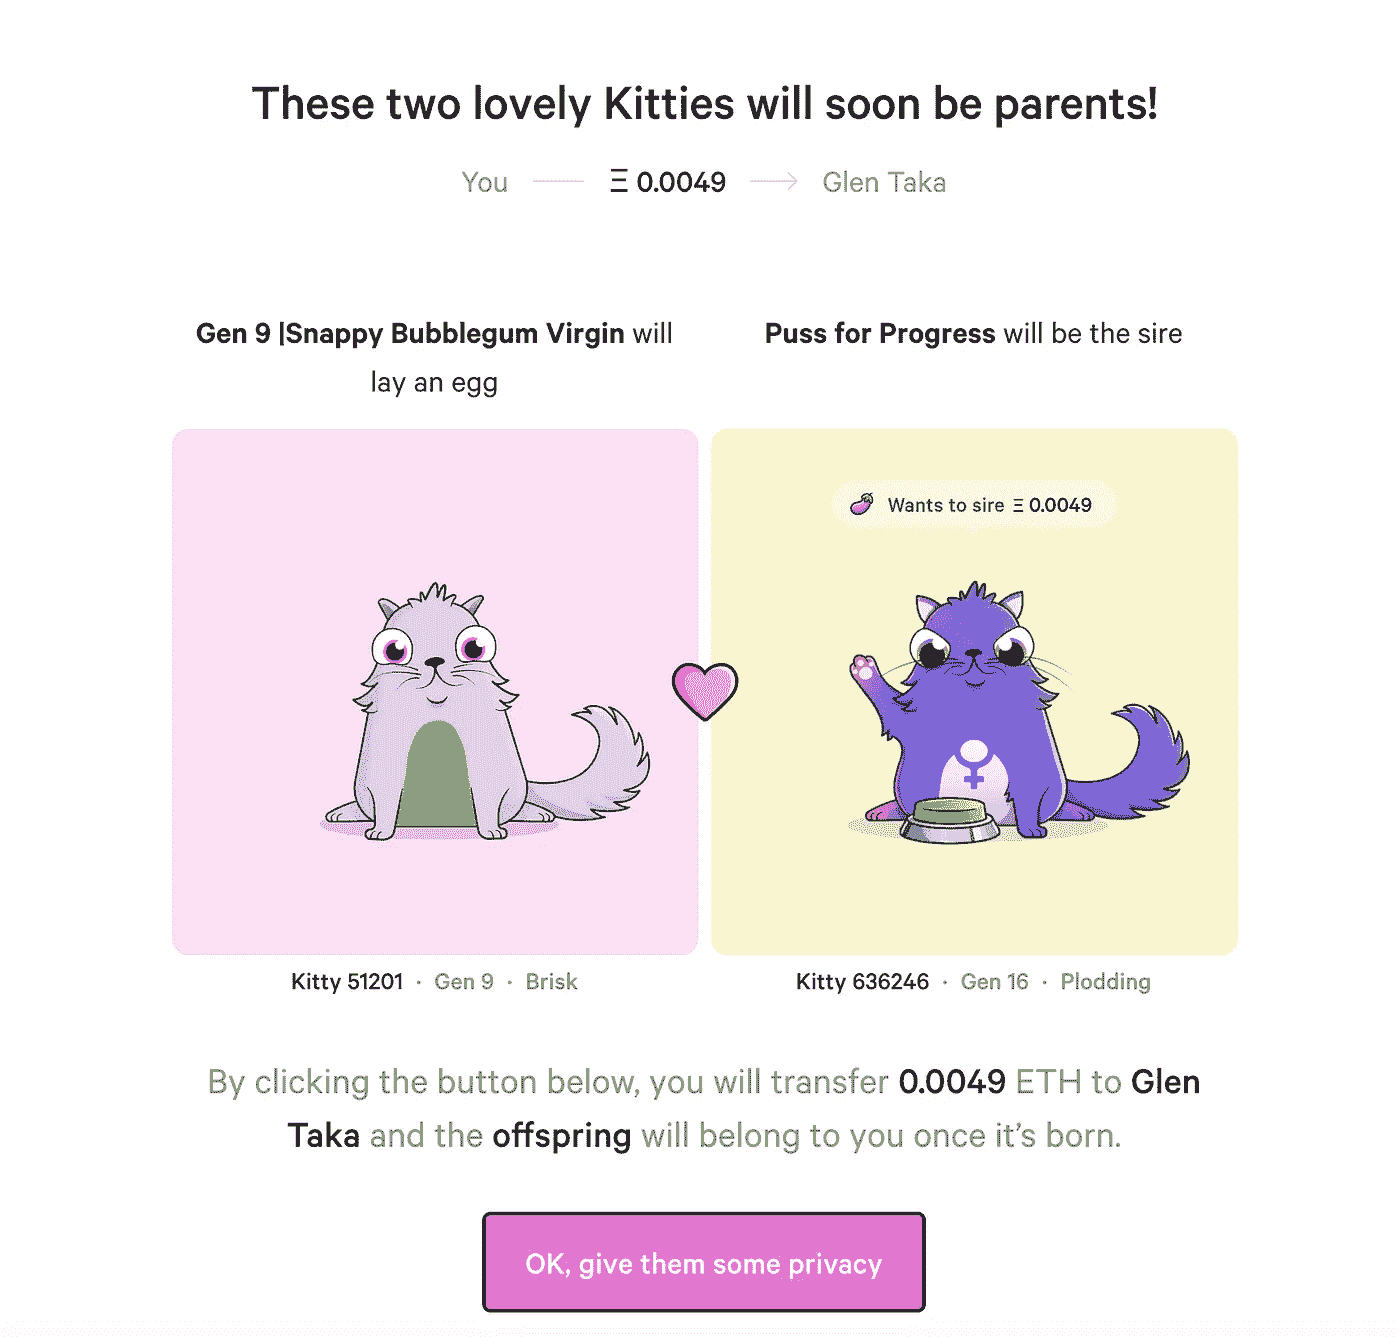 These two lovely Kitties will soon be parents!
You Ξ 0.0049 Glen Taka
Gen 9 |Snappy Bubblegum Virgin will
lay an egg
Puss for Progress will be the sire
Wants to sire Ξ 0.0049
Kitty 51201 · Gen 9 · Brisk
Kitty 636246 · Gen 16 · Plodding
By clicking the button below, you will transfer 0.0049 ETH to Glen
Taka and the offspring will belong to you once it’s born.
OK, give them some privacy